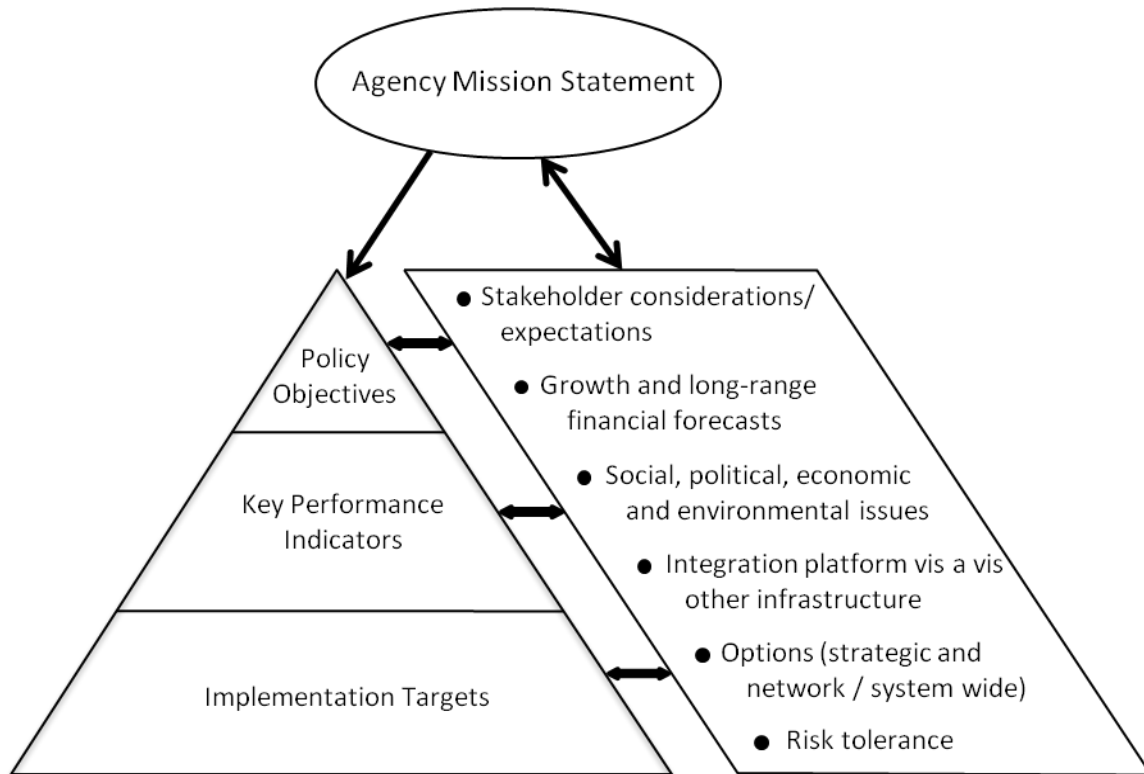 Agency Mission Statement
Policy
Objectives
Key Performance
Indicators
Implementation Targets
● Stakeholder considerations/
expectations
● Growth and long-range
financial forecasts
● Social, political, economic
and environmental issues
● Integration platform vis a vis
other infrastructure
● Options (strategic and
network / system wide)
● Risk tolerance